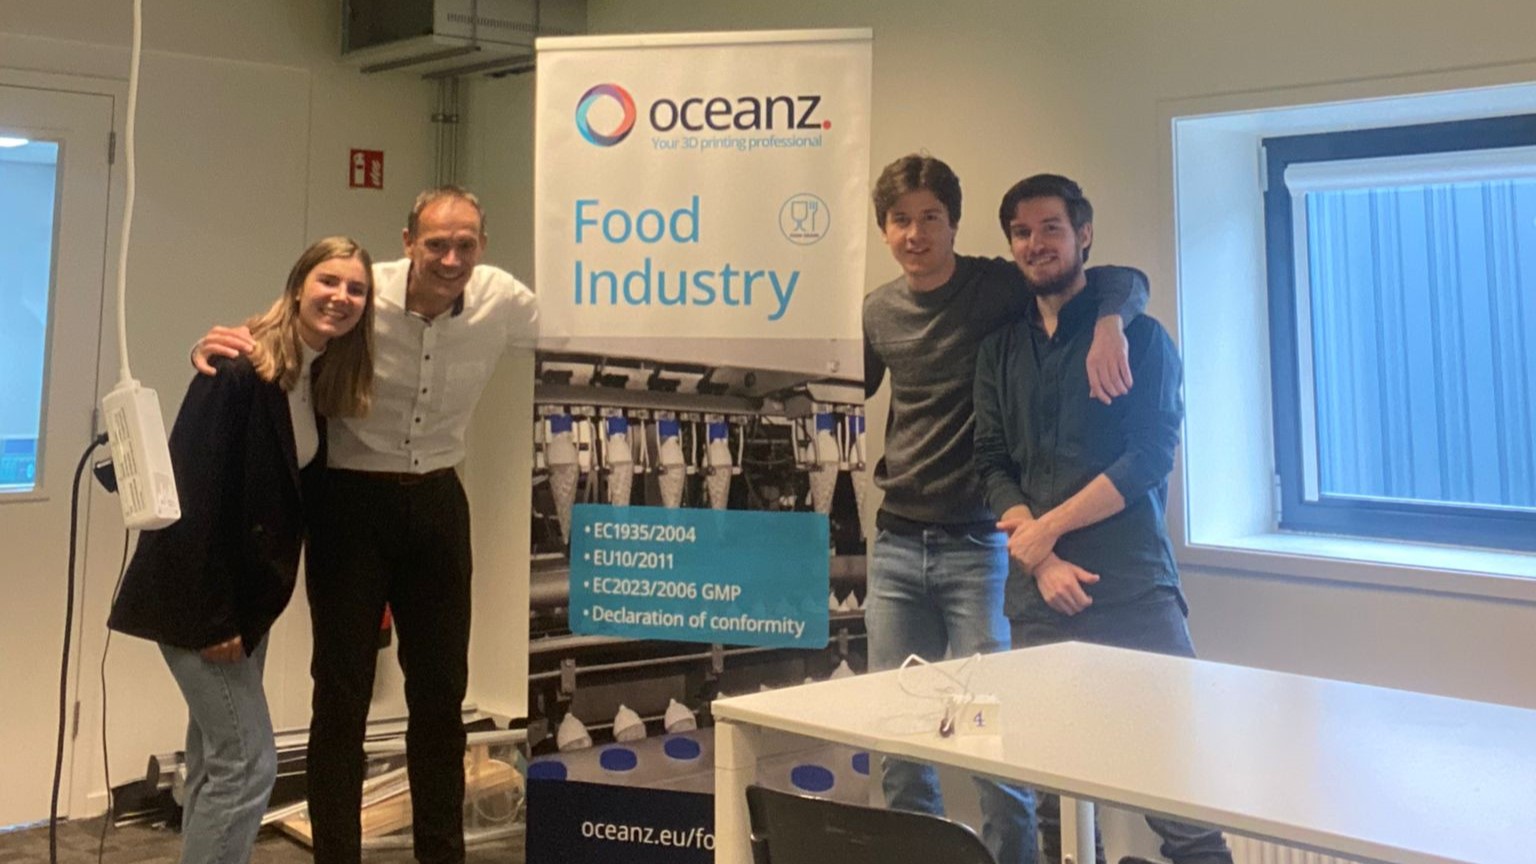 oceanz.
Your 3D printing professional
Food
Industry
• EC1935/2004
• EU10/2011
• EC2023/2006 GMP
• Declaration of conformity
oceanz.eu/fo
4